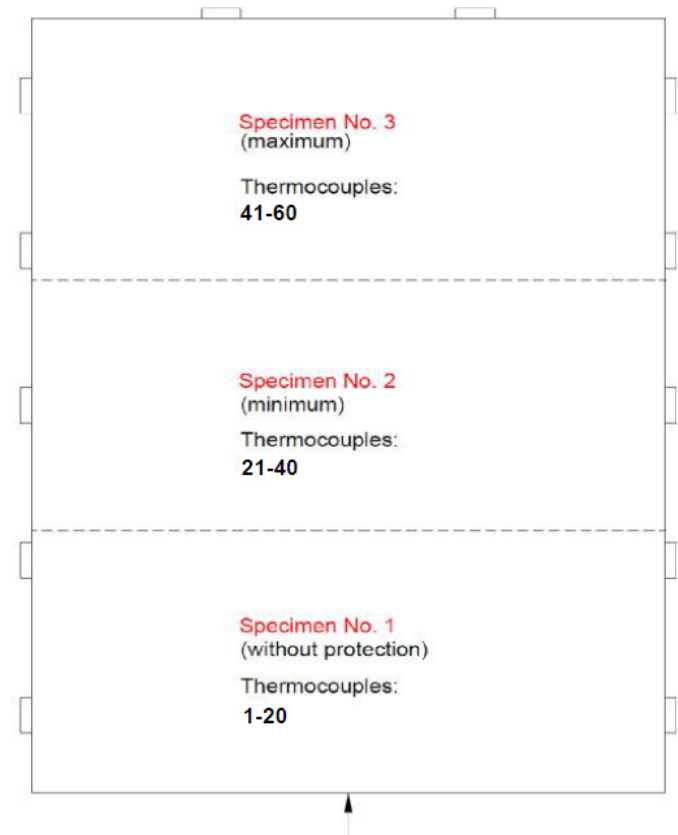 Specimen No. 3
(maximum)
Thermocouples:
41-60
Specimen No. 2
(minimum)
Thermocouples:
21-40
Specimen No. 1
(without protection)
Thermocouples:
1-20